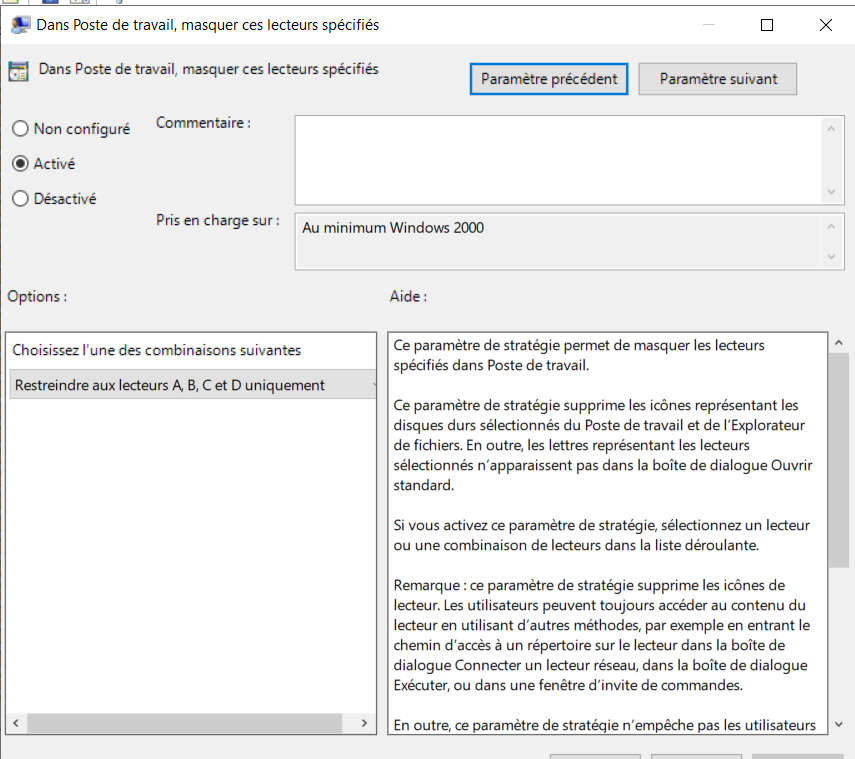 Dans Poste de travail, masquer ces lecteurs spécifiés
Dans Poste de travail, masquer ces lecteurs spécifiés
Paramètre précédent
Paramètre suivant
Non configuré
Commentaire :
Activé
Désactivé
Pris en charge sur :
Au minimum Windows 2000
Options :
Aide :
Choisissez l’une des combinaisons suivantes
Restreindre aux lecteurs A, B, C et D uniquement
Ce paramètre de stratégie permet de masquer les lecteurs
spécifiés dans Poste de travail.
Ce paramètre de stratégie supprime les icônes représentant les
disques durs sélectionnés du Poste de travail et de l’Explorateur
de fichiers. En outre, les lettres représentant les lecteurs
sélectionnés n’apparaissent pas dans la boîte de dialogue Ouvrir
standard.
Si vous activez ce paramètre de stratégie, sélectionnez un lecteur
ou une combinaison de lecteurs dans la liste déroulante.
Remarque : ce paramètre de stratégie supprime les icônes de
lecteur. Les utilisateurs peuvent toujours accéder au contenu du
lecteur en utilisant d’autres méthodes, par exemple en entrant le
chemin d’accès à un répertoire sur le lecteur dans la boîte de
dialogue Connecter un lecteur réseau, dans la boîte de dialogue
Exécuter, ou dans une fenêtre d’invite de commandes.
En outre, ce paramètre de stratégie n’empêche pas les utilisateurs